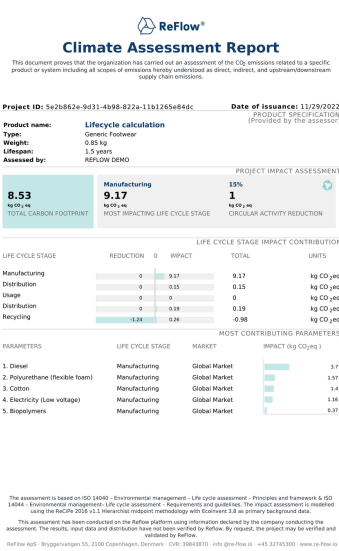 ReFlow®
Climate Assessment Report
This document proves that the organization has carried out an assessment of the CO2 emissions related to a specific
product or system including all scopes of emissions hereby understood as direct, indirect, and upstream/downstream
supply chain emissions.
Project ID: 5e2b862e-9d31-4b98-822a-11b1265e84dc Date of issuance: 11/29/2022
PRODUCT SPECIFICATION
(Provided by the assessor)
Product name: Lifecycle calculation
Type: Generic Footwear
Weight: 0.85 kg
Lifespan: 1.5 years
Assessed by: REFLOW DEMO
PROJECT IMPACT ASSESSMENT
Manufacturing 15%
8.53 9.17 1
kg CO2 eq kg CO2 eq kg CO2 eq
TOTAL CARBON FOOTPRINT MOST IMPACTING LIFE CYCLE STAGE CIRCULAR ACTIVITY REDUCTION
LIFE CYCLE STAGE IMPACT CONTRIBUTION
LIFE CYCLE STAGE REDUCTION 0 IMPACT TOTAL UNITS
Manufacturing 0 9.17 9.17 kg CO2eq
Distribution 0 0.15 0.15 kg CO2eq
Usage 0 0 0 kg CO2eq
Distribution 0 0.19 0.19 kg CO2eq
Recycling -1.24 0.26 -0.98 kg CO2eq
MOST CONTRIBUTING PARAMETERS
PARAMETERS LIFE CYCLE STAGE MARKET IMPACT (kg CO2eq )
1. Diesel Manufacturing Global Market 3.7
2. Polyurethane (flexible foam) Manufacturing Global Market 1.57
3. Cotton Manufacturing Global Market 1.4
4. Electricity (Low voltage) Manufacturing Global Market 1.16
5. Biopolymers Manufacturing Global Market 0.37
The assessment is based on ISO 14040 – Environmental management – Life cycle assessment – Principles and framework & ISO
14044 – Environmental management- Life cycle assessment – Requirements and guidelines. The impact assessment is modelled
using the ReCiPe 2016 v1.1 Hierarchist midpoint methodology with Ecoinvent 3.8 as primary background data.
This assessment has been conducted on the Reflow platform using information declared by the company conducting the
assessment. The results, input data and distribution have not been verified by Reflow. By request, the project may be verified and
validated by Reflow.
ReFlow ApS · Bryggervangen 55, 2100 Copenhagen, Denmark · CVR: 39843870 · info @re-flow.io · +45 32745300 · www.re-flow.io